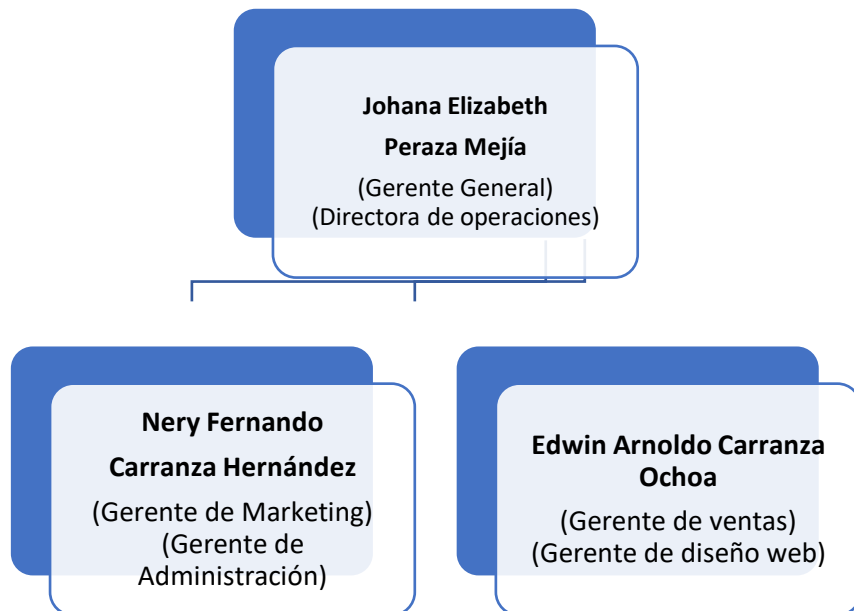 Johana Elizabeth
Peraza Mejía
(Gerente General)
(Directora de operaciones)
Nery Fernando
Carranza Hernández
(Gerente de Marketing)
(Gerente de
Administración)
Edwin Arnoldo Carranza
Ochoa
(Gerente de ventas)
(Gerente de diseño web)